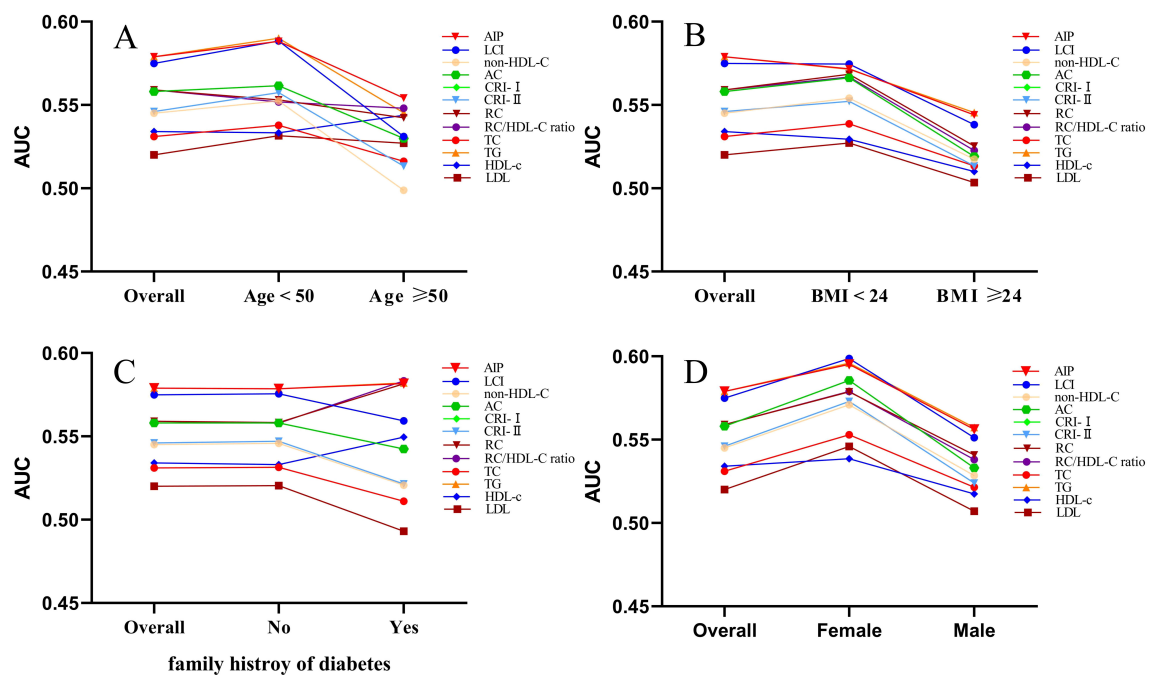 A
0.60
0.55
0.50
0.45
AUC
Overall
Age < 50
Age ⩾50
AIP
LCI
non-HDL-C
AC
CRI-Ⅰ
CRI-Ⅱ
RC
RC/HDL-C ratio
TC
TG
HDL-c
LDL
B
0.60
0.55
0.50
0.45
AUC
Overall
BMI < 24
BMI ⩾24
AIP
LCI
non-HDL-C
AC
CRI-Ⅰ
CRI-Ⅱ
RC
RC/HDL-C ratio
TC
TG
HDL-c
LDL
C
0.60
0.55
0.50
0.45
AUC
Overall
No
Yes
family histroy of diabetes
AIP
LCI
non-HDL-C
AC
CRI-Ⅰ
CRI-Ⅱ
RC
RC/HDL-C ratio
TC
TG
HDL-c
LDL
D
0.60
0.55
0.50
0.45
AUC
Overall
Female
Male
AIP
LCI
non-HDL-C
AC
CRI-Ⅰ
CRI-Ⅱ
RC
RC/HDL-C ratio
TC
TG
HDL-c
LDL